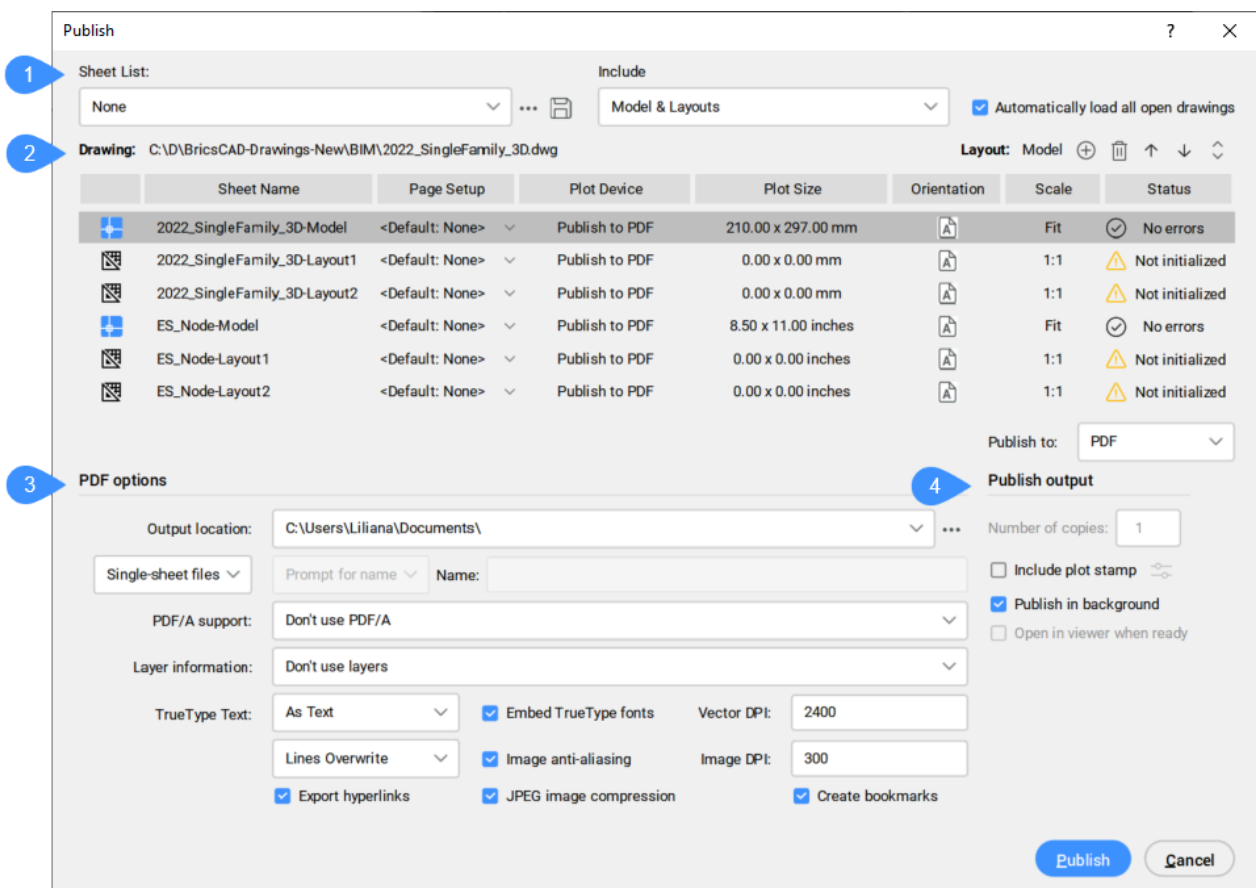 Publish ?
1 Sheet List: Include
None ••• Model & Layouts Automatically load all open drawings
2 Drawing: C:\D\BricsCAD-Drawings-New\BIM\2022_SingleFamily_3D.dwg Layout: Model
Sheet Name Page Setup Plot Device Plot Size Orientation Scale Status
2022_SingleFamily_3D-Model <Default: None> Publish to PDF 210.00 x 297.00 mm A Fit No errors
2022_SingleFamily_3D-Layout1 <Default: None> Publish to PDF 0.00 x 0.00 mm A 1:1 Not initialized
2022_SingleFamily_3D-Layout2 <Default: None> Publish to PDF 0.00 x 0.00 mm A 1:1 Not initialized
ES_Node-Model <Default: None> Publish to PDF 8.50 x 11.00 inches A Fit No errors
ES_Node-Layout1 <Default: None> Publish to PDF 0.00 x 0.00 inches A 1:1 Not initialized
ES_Node-Layout2 <Default: None> Publish to PDF 0.00 x 0.00 inches A 1:1 Not initialized
Publish to: PDF
3 PDF options 4 Publish output
Output location: C:\Users\Liliana\Documents\ ••• Number of copies: 1
Single-sheet files Prompt for name Name: Include plot stamp
Publish in background
PDF/A support: Don't use PDF/A Open in viewer when ready
Layer information: Don't use layers
TrueType Text: As Text Embed TrueType fonts Vector DPI: 2400
Lines Overwrite Image anti-aliasing Image DPI: 300
Export hyperlinks JPEG image compression Create bookmarks
Publish Cancel